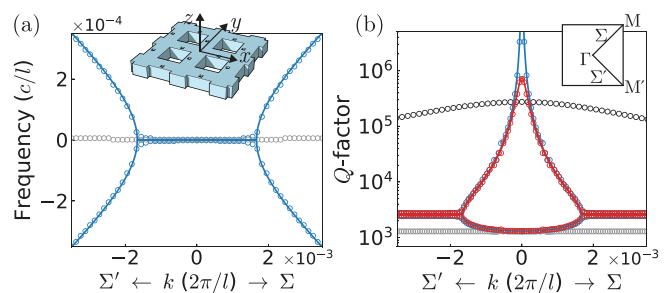 (a)
×10⁻⁴
z
y
x
Frequency (c/l)
2
0
−2
−2
0
2
×10⁻³
Σ′ ← k (2π/l) → Σ
(b)
M
Σ
Γ
Σ′
M′
Q-factor
10⁶
10⁵
10⁴
10³
−2
0
2
×10⁻³
Σ′ ← k (2π/l) → Σ